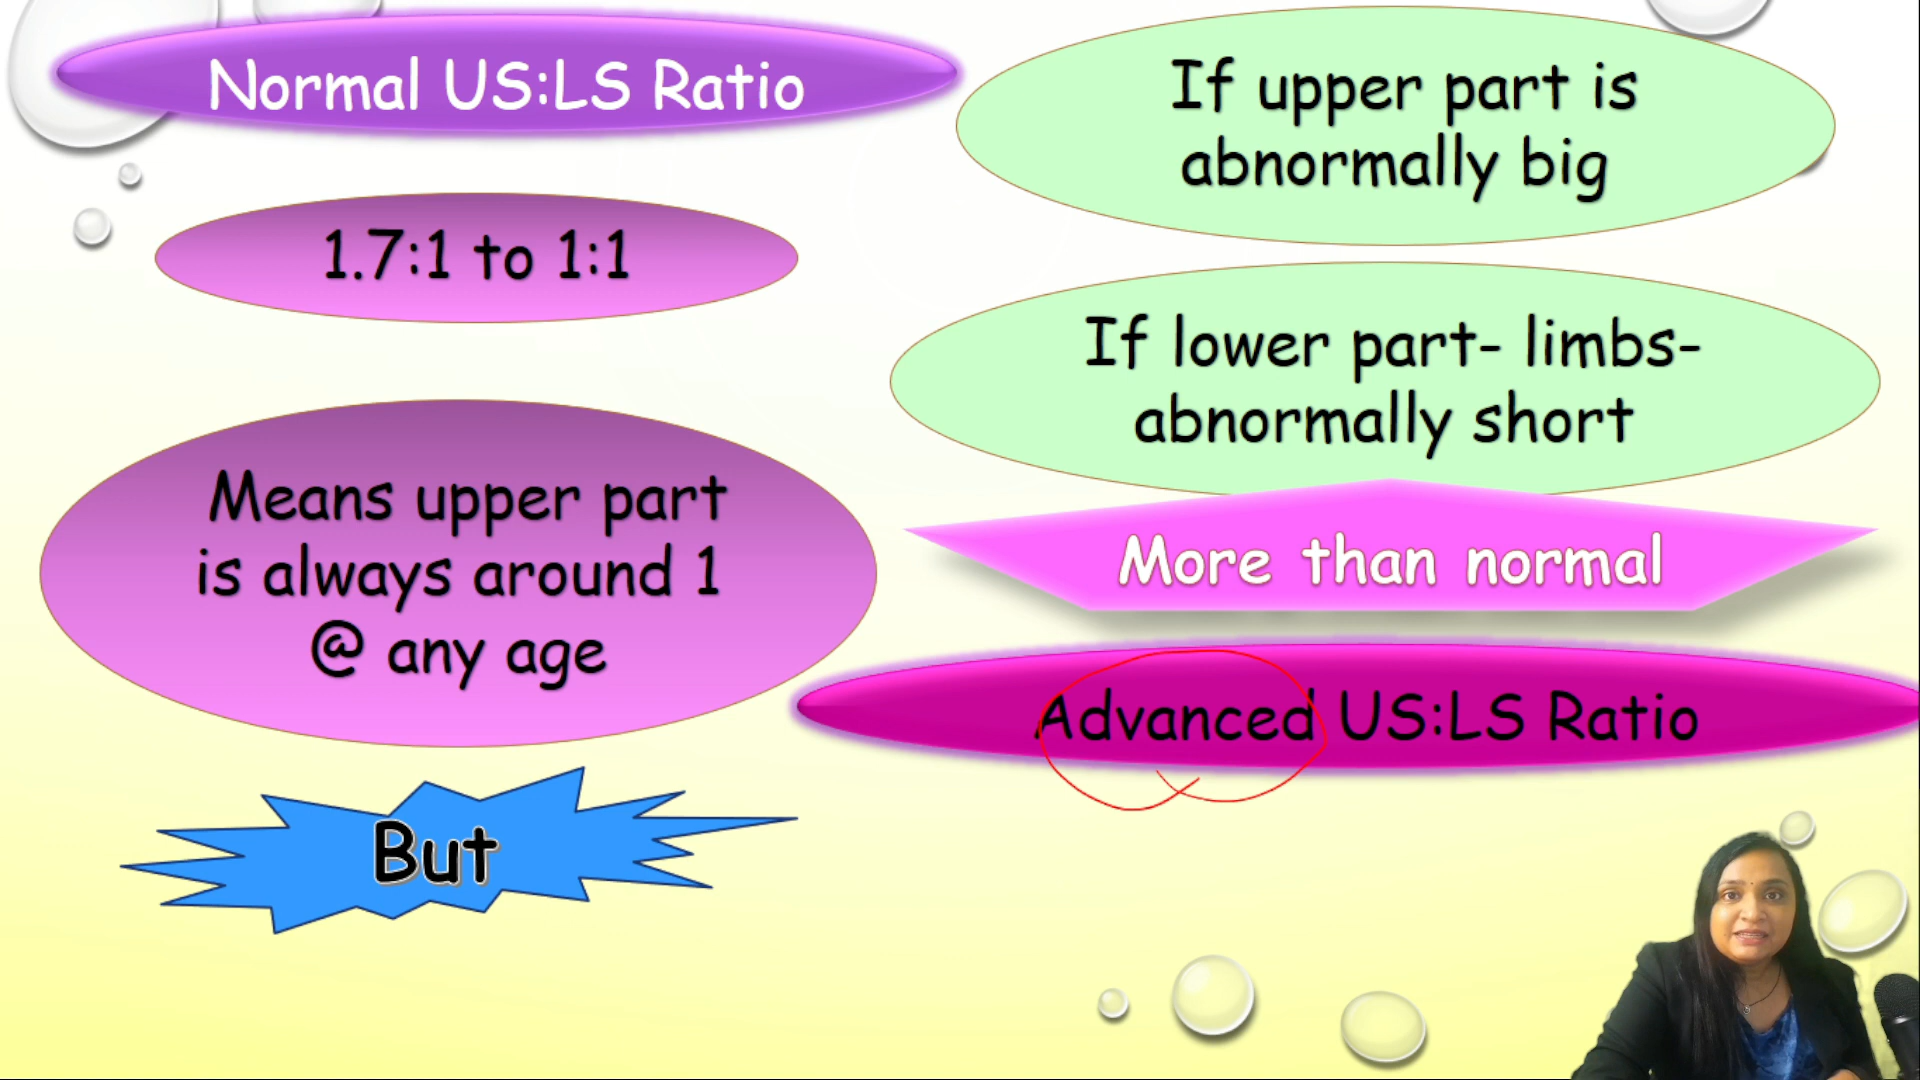 Normal US:LS Ratio
1.7:1 to 1:1
Means upper part
is always around 1
@ any age
But
If upper part is
abnormally big
If lower part- limbs-
abnormally short
More than normal
Advanced US:LS Ratio